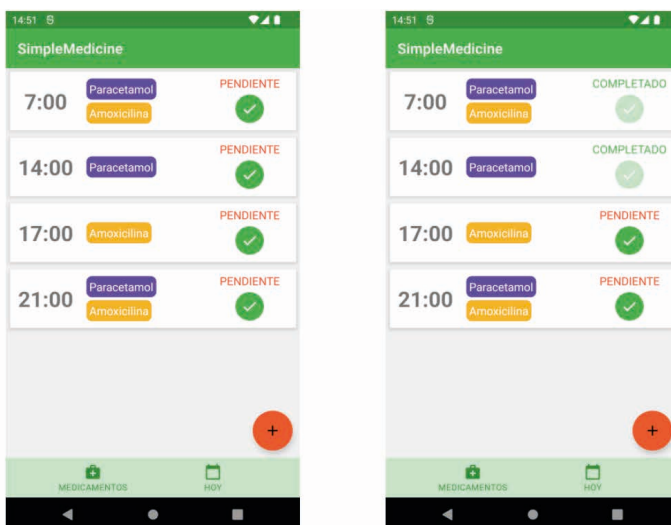 14:51
SimpleMedicine
7:00
Paracetamol
Amoxicilina
PENDIENTE
14:00
Paracetamol
PENDIENTE
17:00
Amoxicilina
PENDIENTE
21:00
Paracetamol
Amoxicilina
PENDIENTE
+
MEDICAMENTOS
HOY
14:51
SimpleMedicine
7:00
Paracetamol
Amoxicilina
COMPLETADO
14:00
Paracetamol
COMPLETADO
17:00
Amoxicilina
PENDIENTE
21:00
Paracetamol
Amoxicilina
PENDIENTE
+
MEDICAMENTOS
HOY